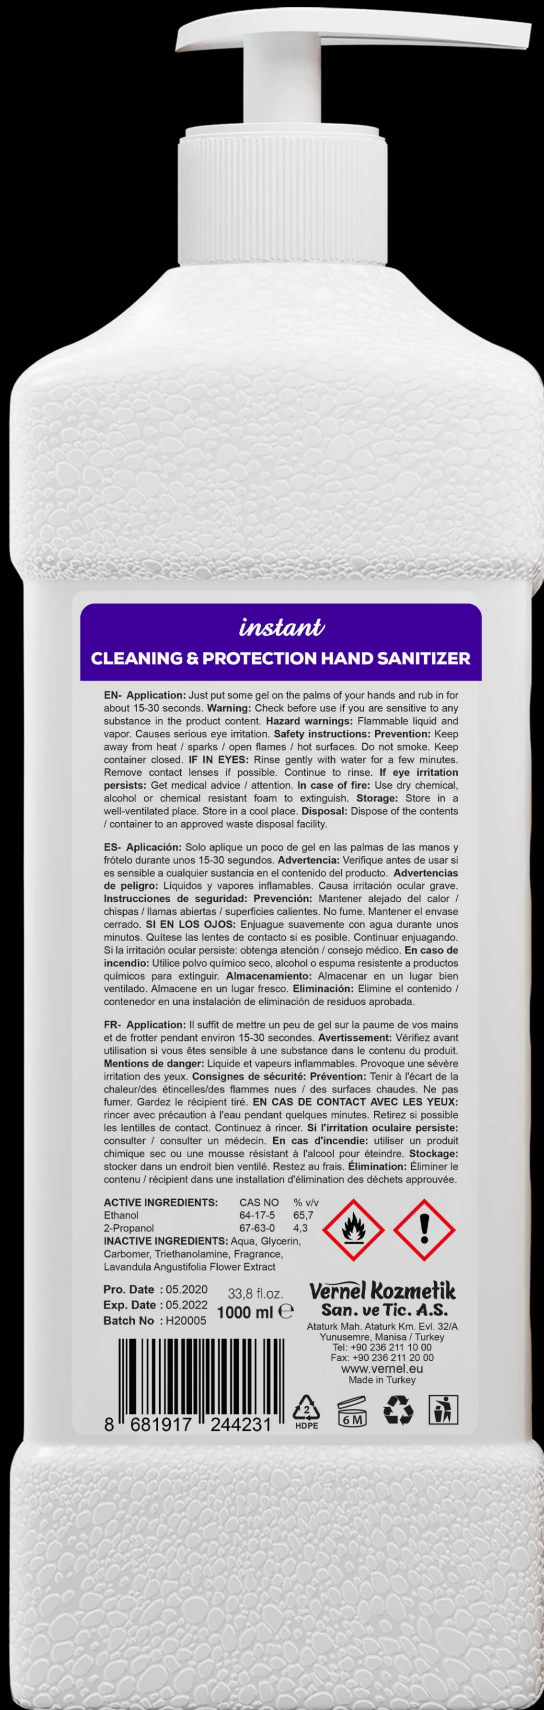 instant
CLEANING & PROTECTION HAND SANITIZER
EN- Application: Just put some gel on the palms of your hands and rub in for
about 15-30 seconds. Warning: Check before use if you are sensitive to any
substance in the product content. Hazard warnings: Flammable liquid and
vapor. Causes serious eye irritation. Safety instructions: Prevention: Keep
away from heat / sparks / open flames / hot surfaces. Do not smoke. Keep
container closed. IF IN EYES: Rinse gently with water for a few minutes.
Remove contact lenses if possible. Continue to rinse. If eye irritation
persists: Get medical advice / attention. In case of fire: Use dry chemical,
alcohol or chemical resistant foam to extinguish. Storage: Store in a
well-ventilated place. Store in a cool place. Disposal: Dispose of the contents
/ container to an approved waste disposal facility.
ES- Aplicación: Solo aplique un poco de gel en las palmas de las manos y
frótelo durante unos 15-30 segundos. Advertencia: Verifique antes de usar si
es sensible a cualquier sustancia en el contenido del producto. Advertencias
de peligro: Líquidos y vapores inflamables. Causa irritación ocular grave.
Instrucciones de seguridad: Prevención: Mantener alejado del calor /
chispas / llamas abiertas / superficies calientes. No fume. Mantener el envase
cerrado. SI EN LOS OJOS: Enjuague suavemente con agua durante unos
minutos. Quítese las lentes de contacto si es posible. Continuar enjuagando.
Si la irritación ocular persiste: obtenga atención / consejo médico. En caso de
incendio: Utilice polvo químico seco, alcohol o espuma resistente a productos
químicos para extinguir. Almacenamiento: Almacenar en un lugar bien
ventilado. Almacene en un lugar fresco. Eliminación: Elimine el contenido /
contenedor en una instalación de eliminación de residuos aprobada.
FR- Application: Il suffit de mettre un peu de gel sur la paume de vos mains
et de frotter pendant environ 15-30 secondes. Avertissement: Vérifiez avant
utilisation si vous êtes sensible à une substance dans le contenu du produit.
Mentions de danger: Liquide et vapeurs inflammables. Provoque une sévère
irritation des yeux. Consignes de sécurité: Prévention: Tenir à l'écart de la
chaleur/des étincelles/des flammes nues / des surfaces chaudes. Ne pas
fumer. Gardez le récipient tiré. EN CAS DE CONTACT AVEC LES YEUX:
rincer avec précaution à l'eau pendant quelques minutes. Retirez si possible
les lentilles de contact. Continuez à rincer. Si l'irritation oculaire persiste:
consulter / consulter un médecin. En cas d'incendie: utiliser un produit
chimique sec ou une mousse résistant à l'alcool pour éteindre. Stockage:
stocker dans un endroit bien ventilé. Restez au frais. Élimination: Éliminer le
contenu / récipient dans une installation d'élimination des déchets approuvée.
ACTIVE INGREDIENTS: CAS NO % v/v
Ethanol 64-17-5 65,7
2-Propanol 67-63-0 4,3
INACTIVE INGREDIENTS: Aqua, Glycerin,
Carbomer, Triethanolamine, Fragrance,
Lavandula Angustifolia Flower Extract
Pro. Date : 05.2020
Exp. Date : 05.2022
Batch No : H20005
33,8 fl.oz.
1000 ml ℮
Vernel Kozmetik
San. ve Tic. A.S.
Ataturk Mah. Ataturk Km. Evl. 32/A
Yunusemre, Manisa / Turkey
Tel: +90 236 211 10 00
Fax: +90 236 211 20 00
www.vernel.eu
Made in Turkey
8 681917 244231
2
HDPE
6 M